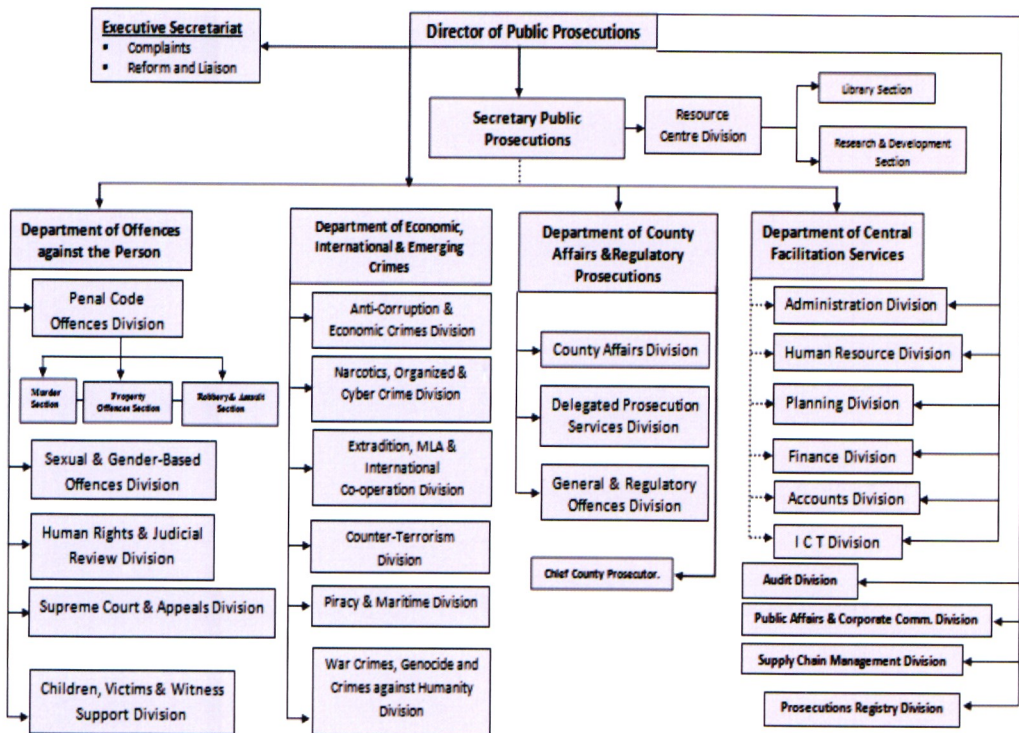 Executive Secretariat
▪ Complaints
▪ Reform and Liaison
Director of Public Prosecutions
Secretary Public
Prosecutions
Resource
Centre Division
Library Section
Research & Development
Section
Department of Offences
against the Person
Penal Code
Offences Division
Murder
Section
Property
Offences Section
Robbery & Assault
Section
Sexual & Gender-Based
Offences Division
Human Rights & Judicial
Review Division
Supreme Court & Appeals Division
Children, Victims & Witness
Support Division
Department of Economic,
International & Emerging
Crimes
Anti-Corruption &
Economic Crimes Division
Narcotics, Organized &
Cyber Crime Division
Extradition, MLA &
International
Co-operation Division
Counter-Terrorism
Division
Piracy & Maritime Division
War Crimes, Genocide and
Crimes against Humanity
Division
Department of County
Affairs &Regulatory
Prosecutions
County Affairs Division
Delegated Prosecution
Services Division
General & Regulatory
Offences Division
Chief County Prosecutor.
Department of Central
Facilitation Services
Administration Division
Human Resource Division
Planning Division
Finance Division
Accounts Division
I C T Division
Audit Division
Public Affairs & Corporate Comm. Division
Supply Chain Management Division
Prosecutions Registry Division